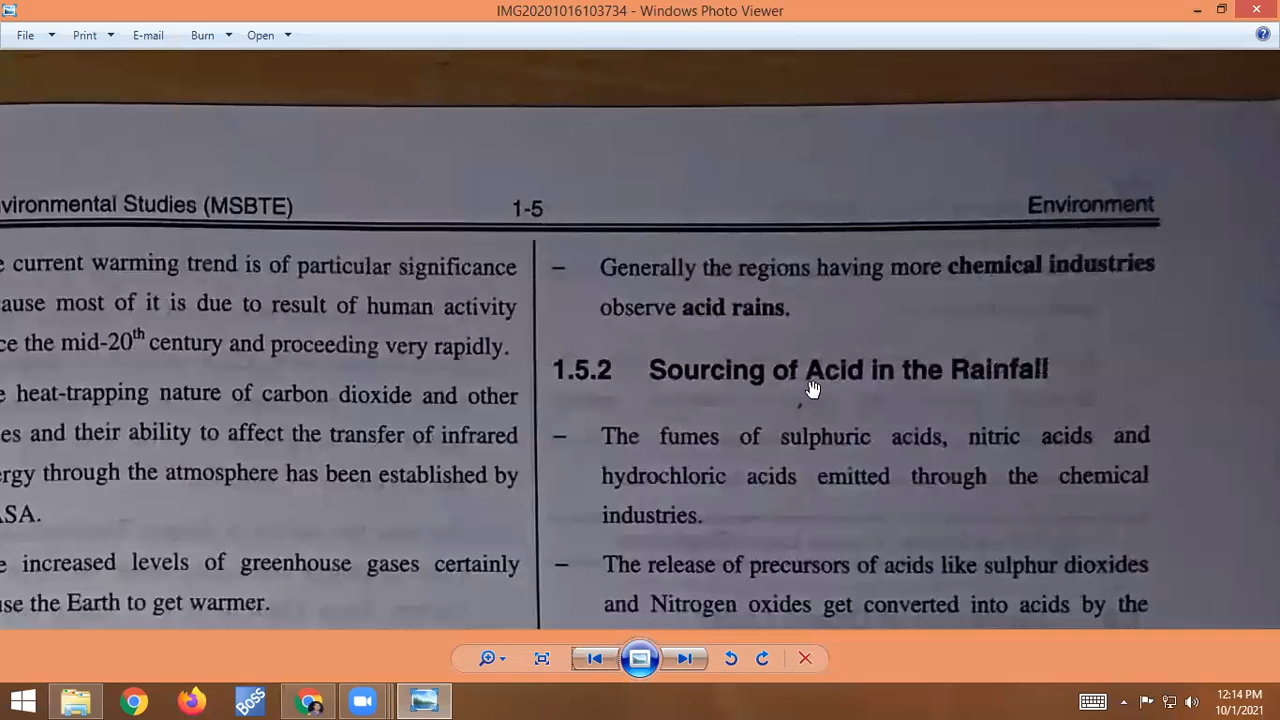 IMG20201016103734 - Windows Photo Viewer
File Print E-mail Burn Open
vironmental Studies (MSBTE) 1-5 Environment
current warming trend is of particular significance
ause most of it is due to result of human activity
ce the mid-20th century and proceeding very rapidly.
heat-trapping nature of carbon dioxide and other
es and their ability to affect the transfer of infrared
rgy through the atmosphere has been established by
ASA.
increased levels of greenhouse gases certainly
use the Earth to get warmer.
– Generally the regions having more chemical industries
observe acid rains.
1.5.2 Sourcing of Acid in the Rainfall
– The fumes of sulphuric acids, nitric acids and
hydrochloric acids emitted through the chemical
industries.
– The release of precursors of acids like sulphur dioxides
and Nitrogen oxides get converted into acids by the
BOSS
12:14 PM
10/1/2021